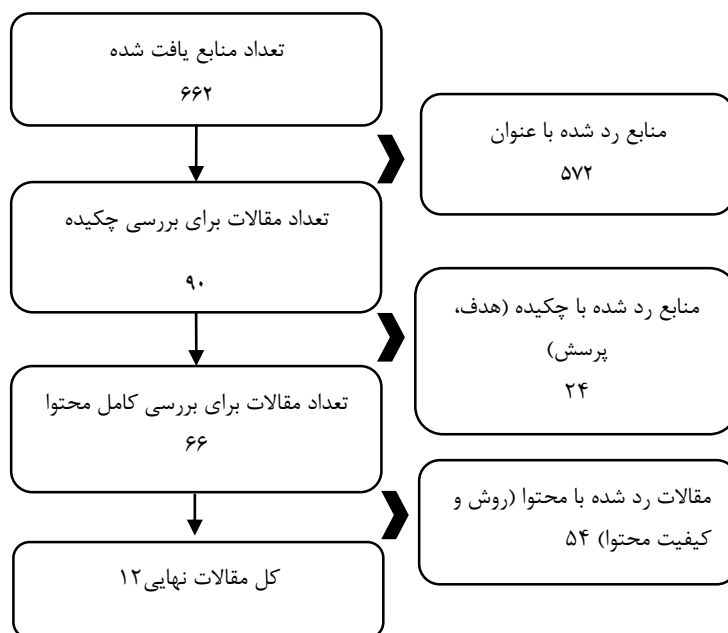 تعداد منابع یافت شده
۶۶۲
منابع رد شده با عنوان
۵۷۲
تعداد مقالات برای بررسی چکیده
۹۰
منابع رد شده با چکیده (هدف،
پرسش)
۲۴
تعداد مقالات برای بررسی کامل محتوا
۶۶
مقالات رد شده با محتوا (روش و
کیفیت محتوا) ۵۴
کل مقالات نهایی۱۲